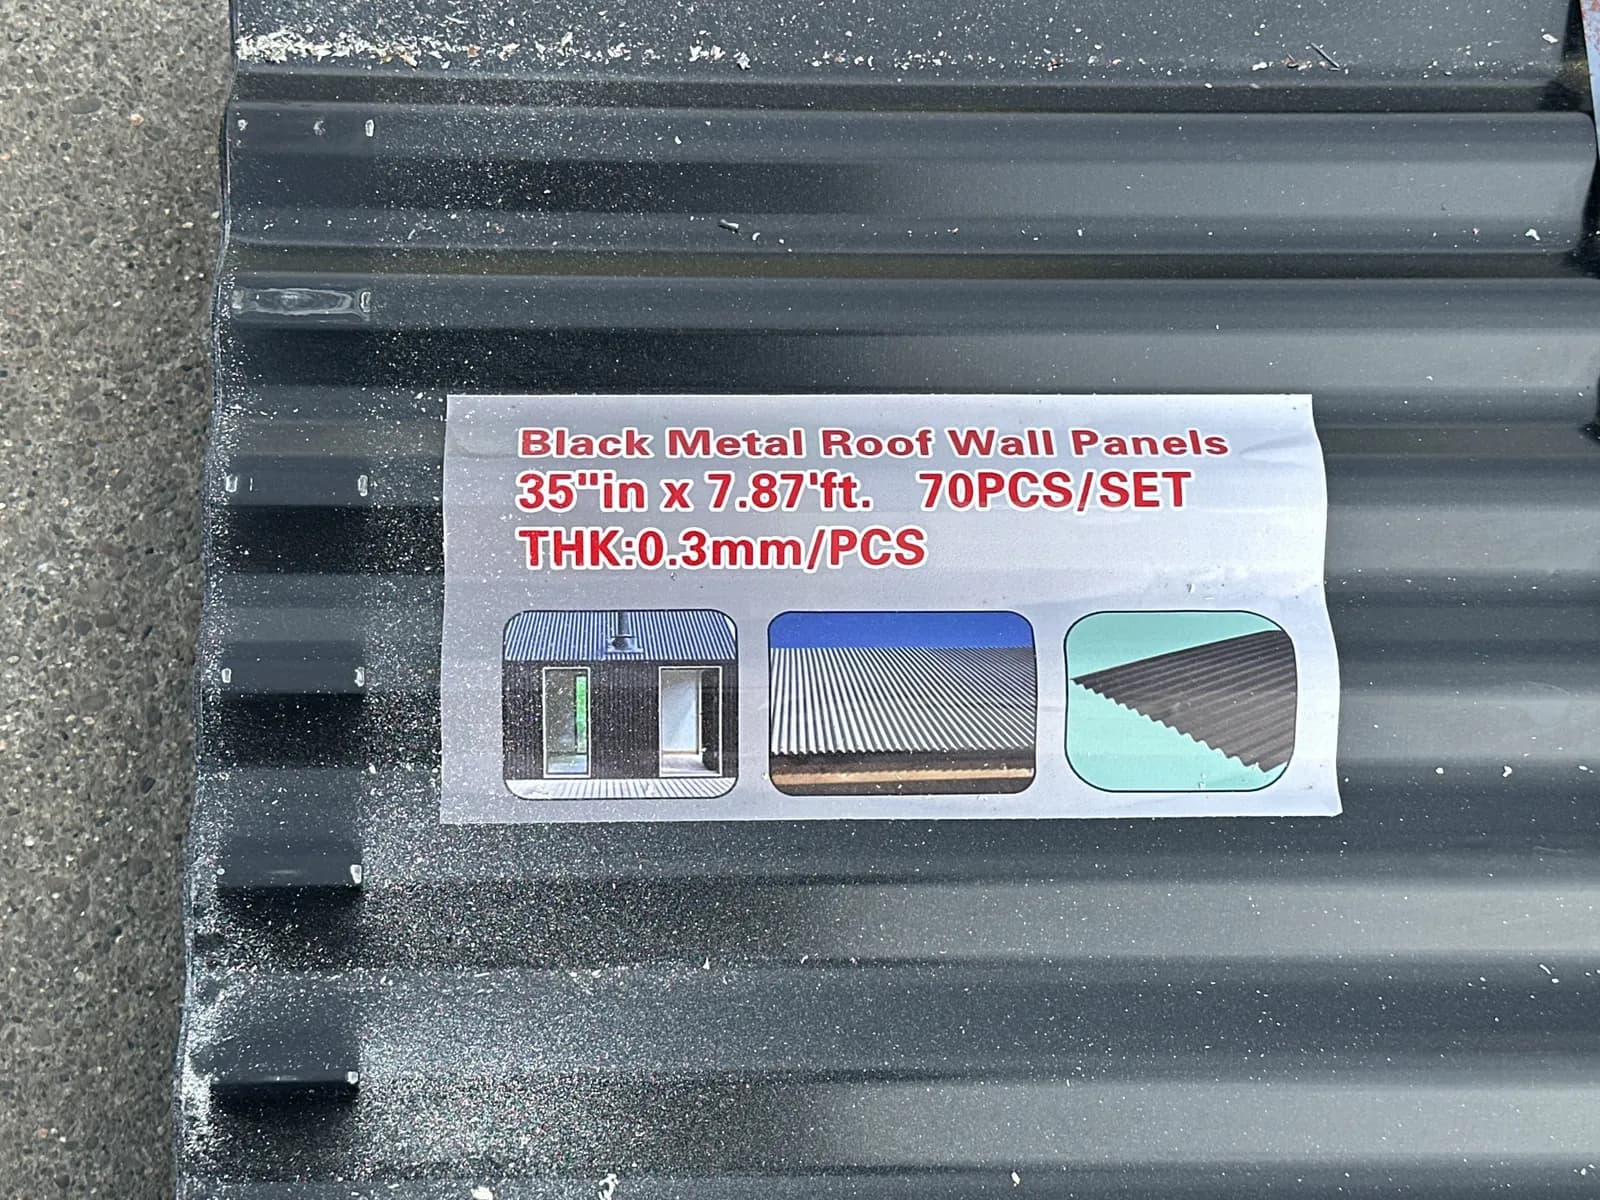 Black Metal Roof Wall Panels
35"in x 7.87'ft. 70PCS/SET
THK:0.3mm/PCS